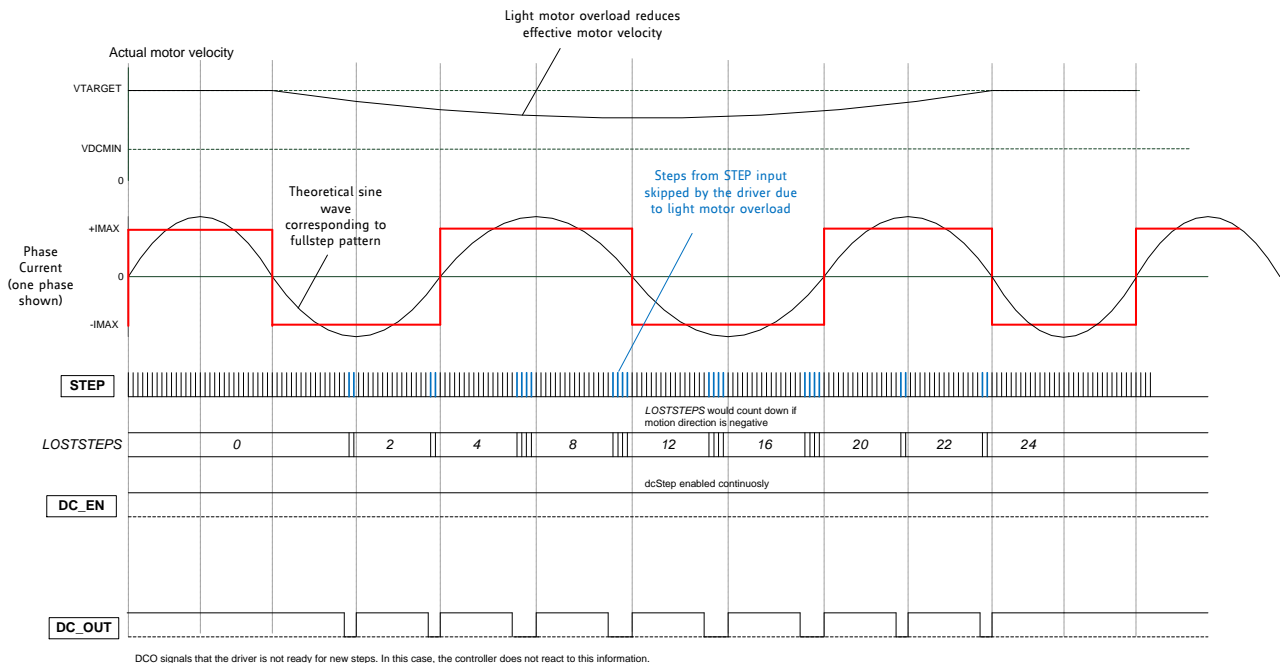 Light motor overload reduces
effective motor velocity
Actual motor velocity
VTARGET
VDCMIN
0
Steps from STEP input
skipped by the driver due
to light motor overload
Theoretical sine
wave
corresponding to
fullstep pattern
+IMAX
Phase
Current
(one phase
shown)
0
-IMAX
STEP
LOSTSTEPS would count down if
motion direction is negative
LOSTSTEPS 0 2 4 8 12 16 20 22 24
dcStep enabled continuosly
DC_EN
DC_OUT
DCO signals that the driver is not ready for new steps. In this case, the controller does not react to this information.